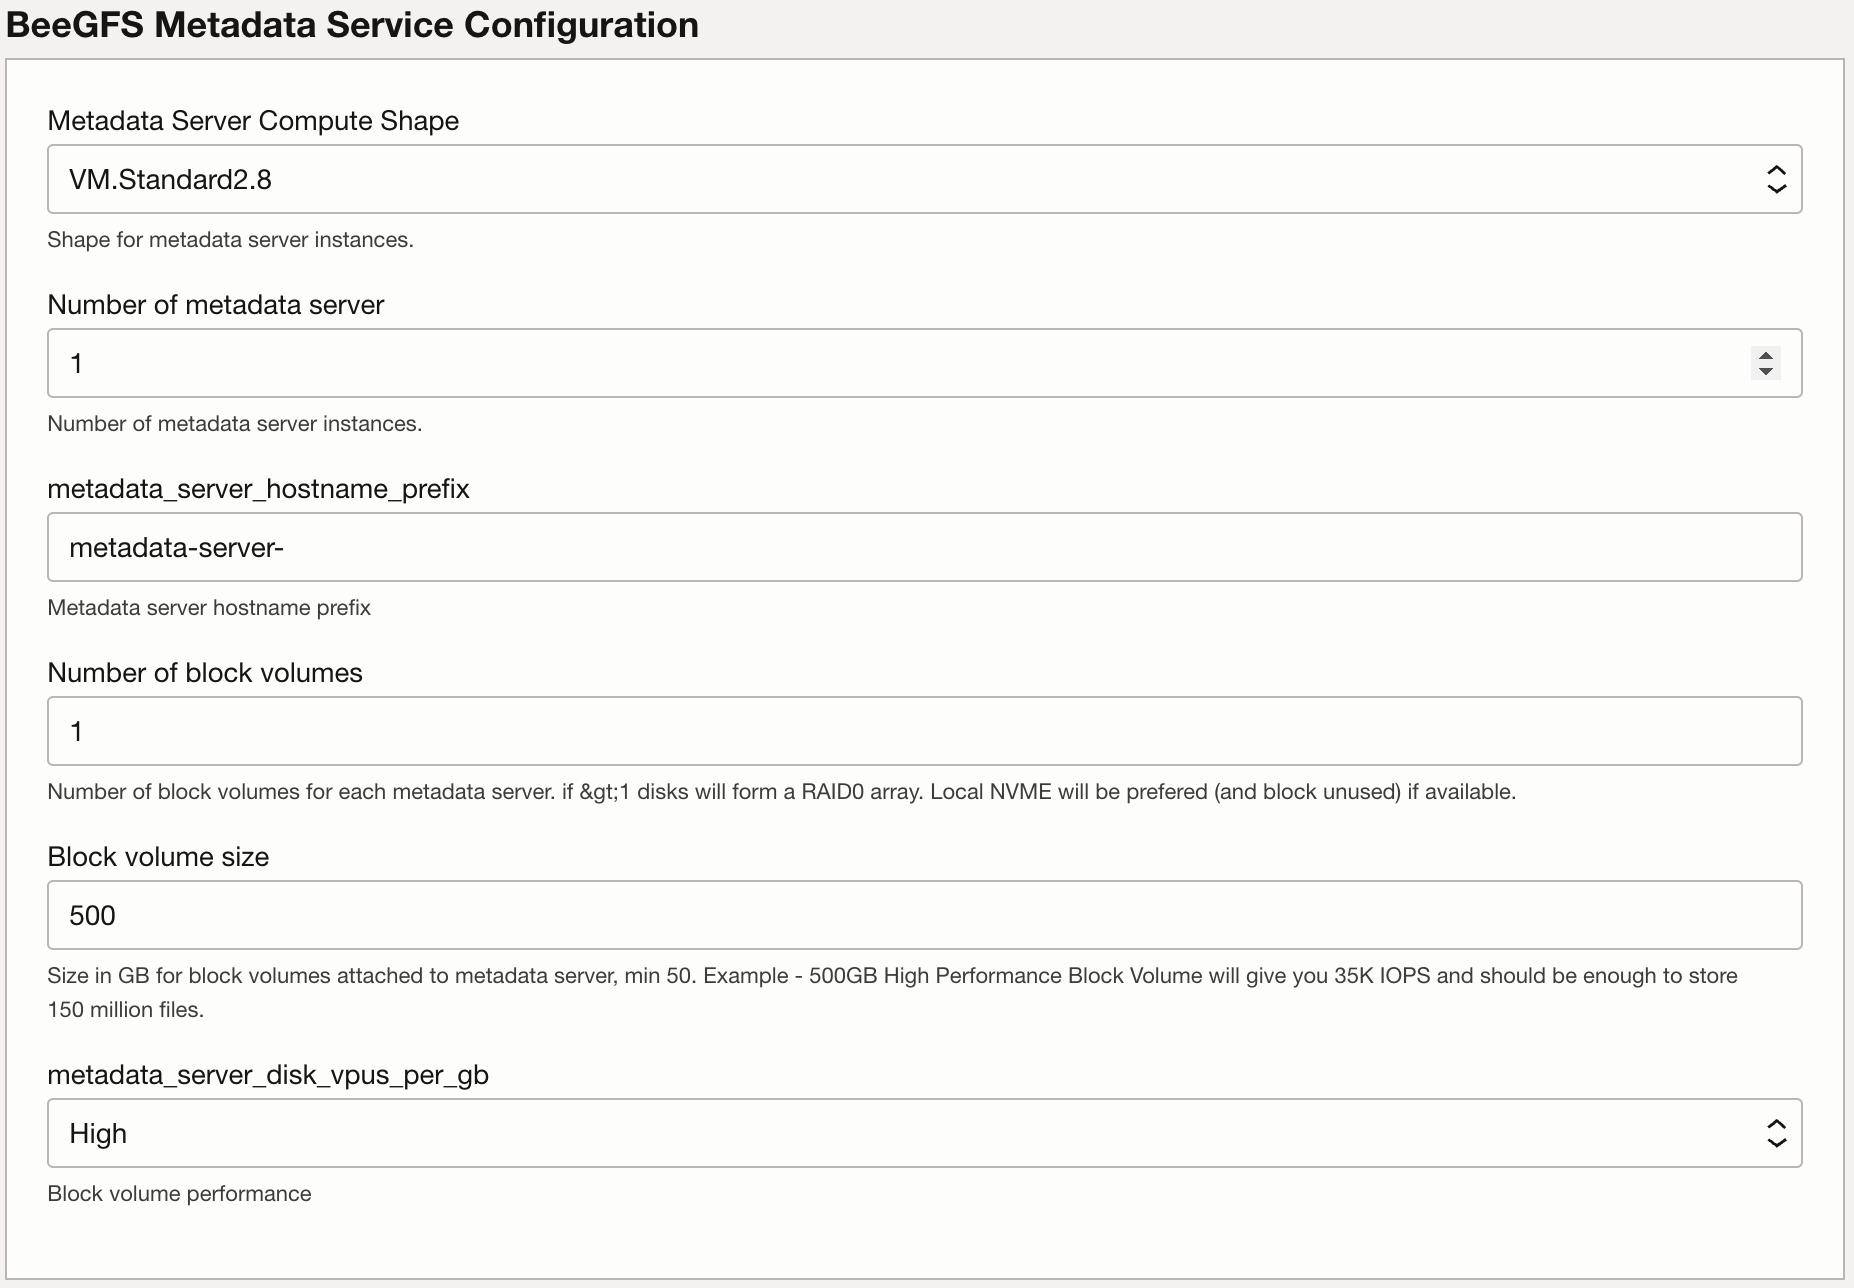 BeeGFS Metadata Service Configuration
Metadata Server Compute Shape
VM.Standard2.8
Shape for metadata server instances.
Number of metadata server
1
Number of metadata server instances.
metadata_server_hostname_prefix
metadata-server-
Metadata server hostname prefix
Number of block volumes
1
Number of block volumes for each metadata server. if &gt;1 disks will form a RAID0 array. Local NVME will be prefered (and block unused) if available.
Block volume size
500
Size in GB for block volumes attached to metadata server, min 50. Example - 500GB High Performance Block Volume will give you 35K IOPS and should be enough to store
150 million files.
metadata_server_disk_vpus_per_gb
High
Block volume performance